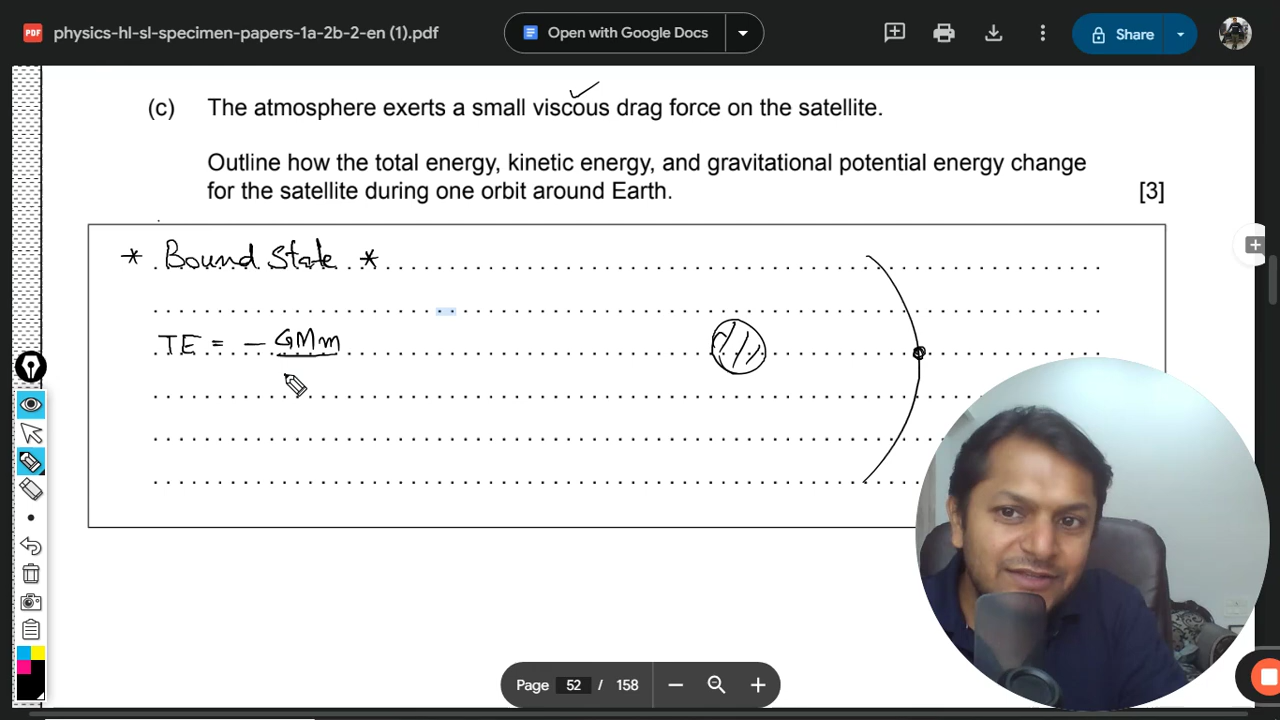 physics-hl-sl-specimen-papers-1a-2b-2-en (1).pdf
PDF
Open with Google Docs
Share
(c) The atmosphere exerts a small viscous drag force on the satellite.
Outline how the total energy, kinetic energy, and gravitational potential energy change
for the satellite during one orbit around Earth. [3]
* Bound State *
TE = - GMm
Page 52 / 158